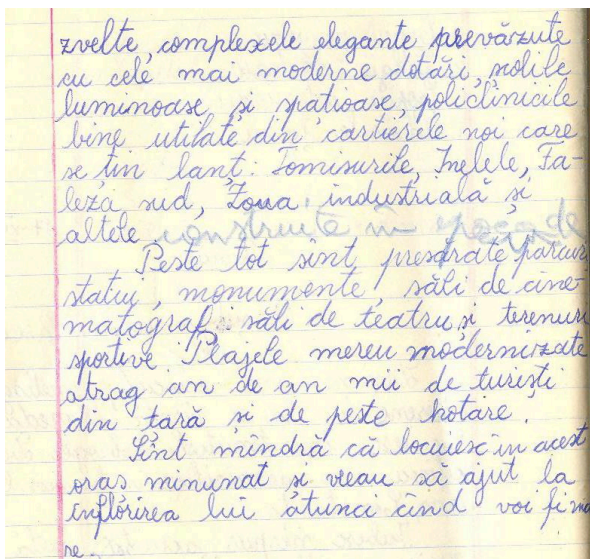 zvelte, complexele elegante prevărzute
cu cele mai moderne dotări, șolile
luminoase și spațioase, policlinicile
bine utilate din cartierele noi care
se țin lanț: Tomisurile, Inelele, Fa-
leza sud, Zona industrială și
altele construite în epoca de
Peste tot sînt presărate parcuri
statui, monumente, săli de cine-
matograf, săli de teatru și terenuri
sportive. Plajele mereu modernizate
atrag an de an mii de turiști
din țară și de peste hotare.
Sînt mîndră că locuiesc în acest
oraș minunat și vreau să ajut la
înflorirea lui atunci cînd voi fi ma
re.